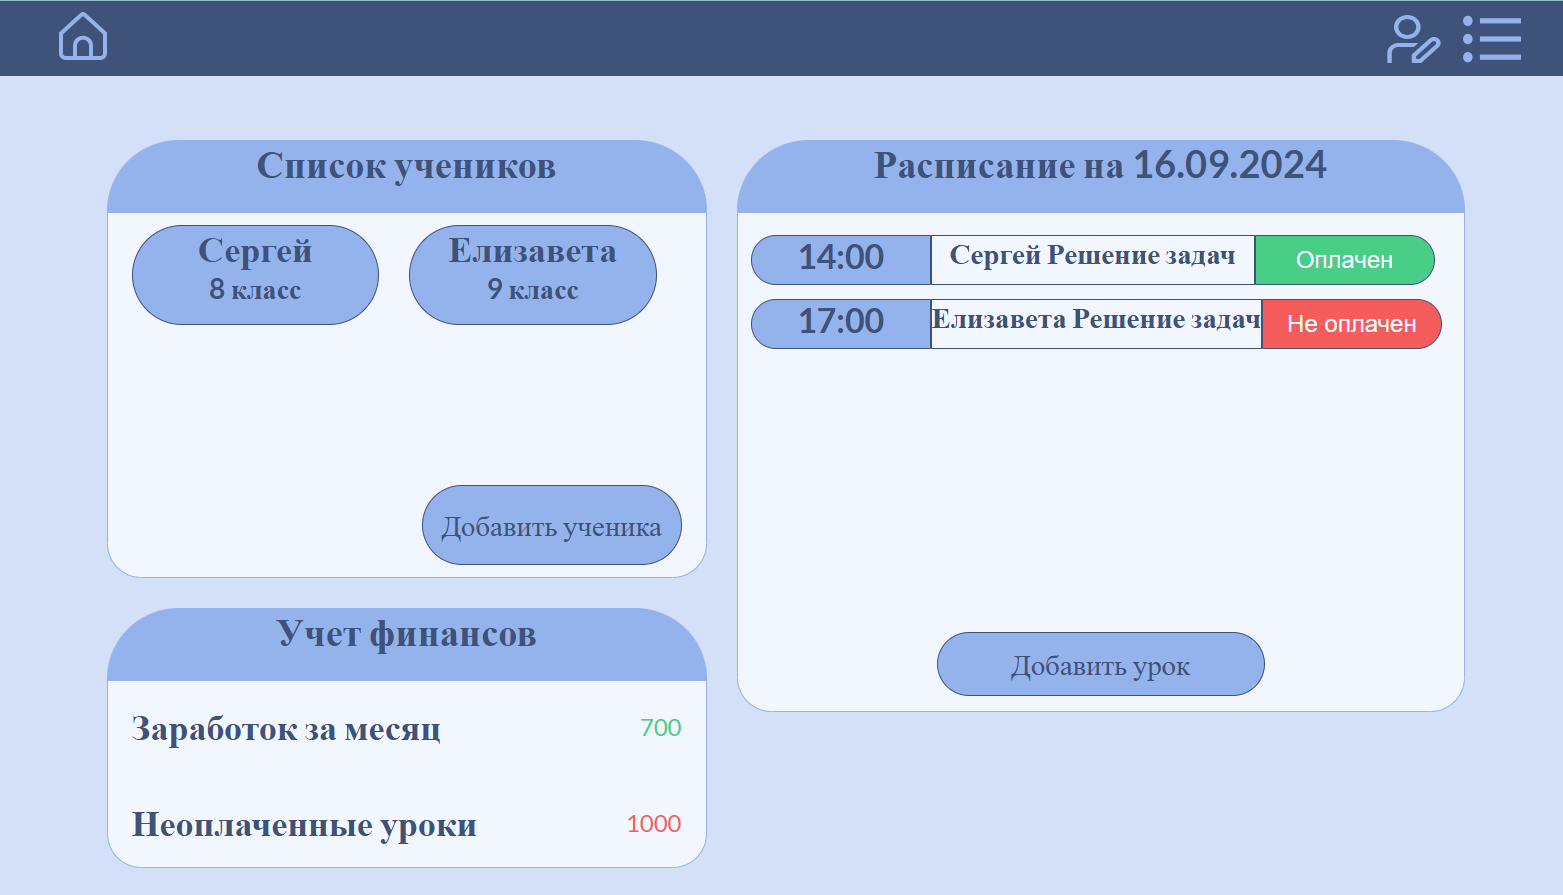 Список учеников
Сергей
8 класс
Елизавета
9 класс
Добавить ученика
Учет финансов
Заработок за месяц 700
Неоплаченные уроки 1000
Расписание на 16.09.2024
14:00 Сергей Решение задач Оплачен
17:00 Елизавета Решение задач Не оплачен
Добавить урок